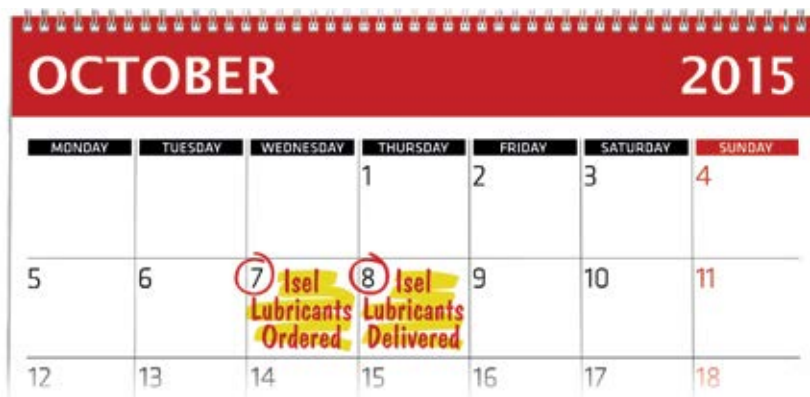 OCTOBER 2015
MONDAY TUESDAY WEDNESDAY THURSDAY FRIDAY SATURDAY SUNDAY
1 2 3 4
5 6 7 8 9 10 11
Isel Isel
Lubricants Lubricants
Ordered Delivered
12 13 14 15 16 17 18